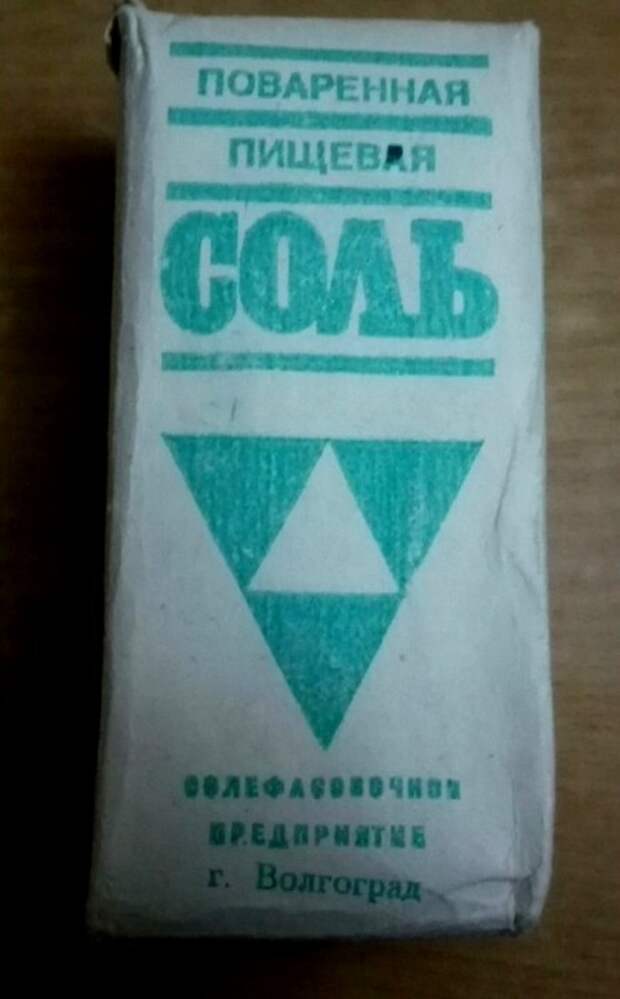 ПОВАРЕННАЯ
ПИЩЕВАЯ
СОЛЬ
СОЛЕФАСОВОЧНОЕ
ПРЕДПРИЯТИЕ
г. Волгоград